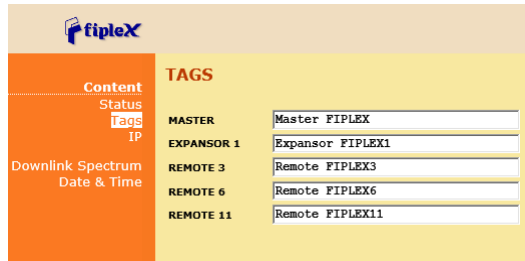 fipleX
Content
Status
Tags
IP
Downlink Spectrum
Date & Time
TAGS
MASTER Master FIPLEX
EXPANSOR 1 Expansor FIPLEX1
REMOTE 3 Remote FIPLEX3
REMOTE 6 Remote FIPLEX6
REMOTE 11 Remote FIPLEX11